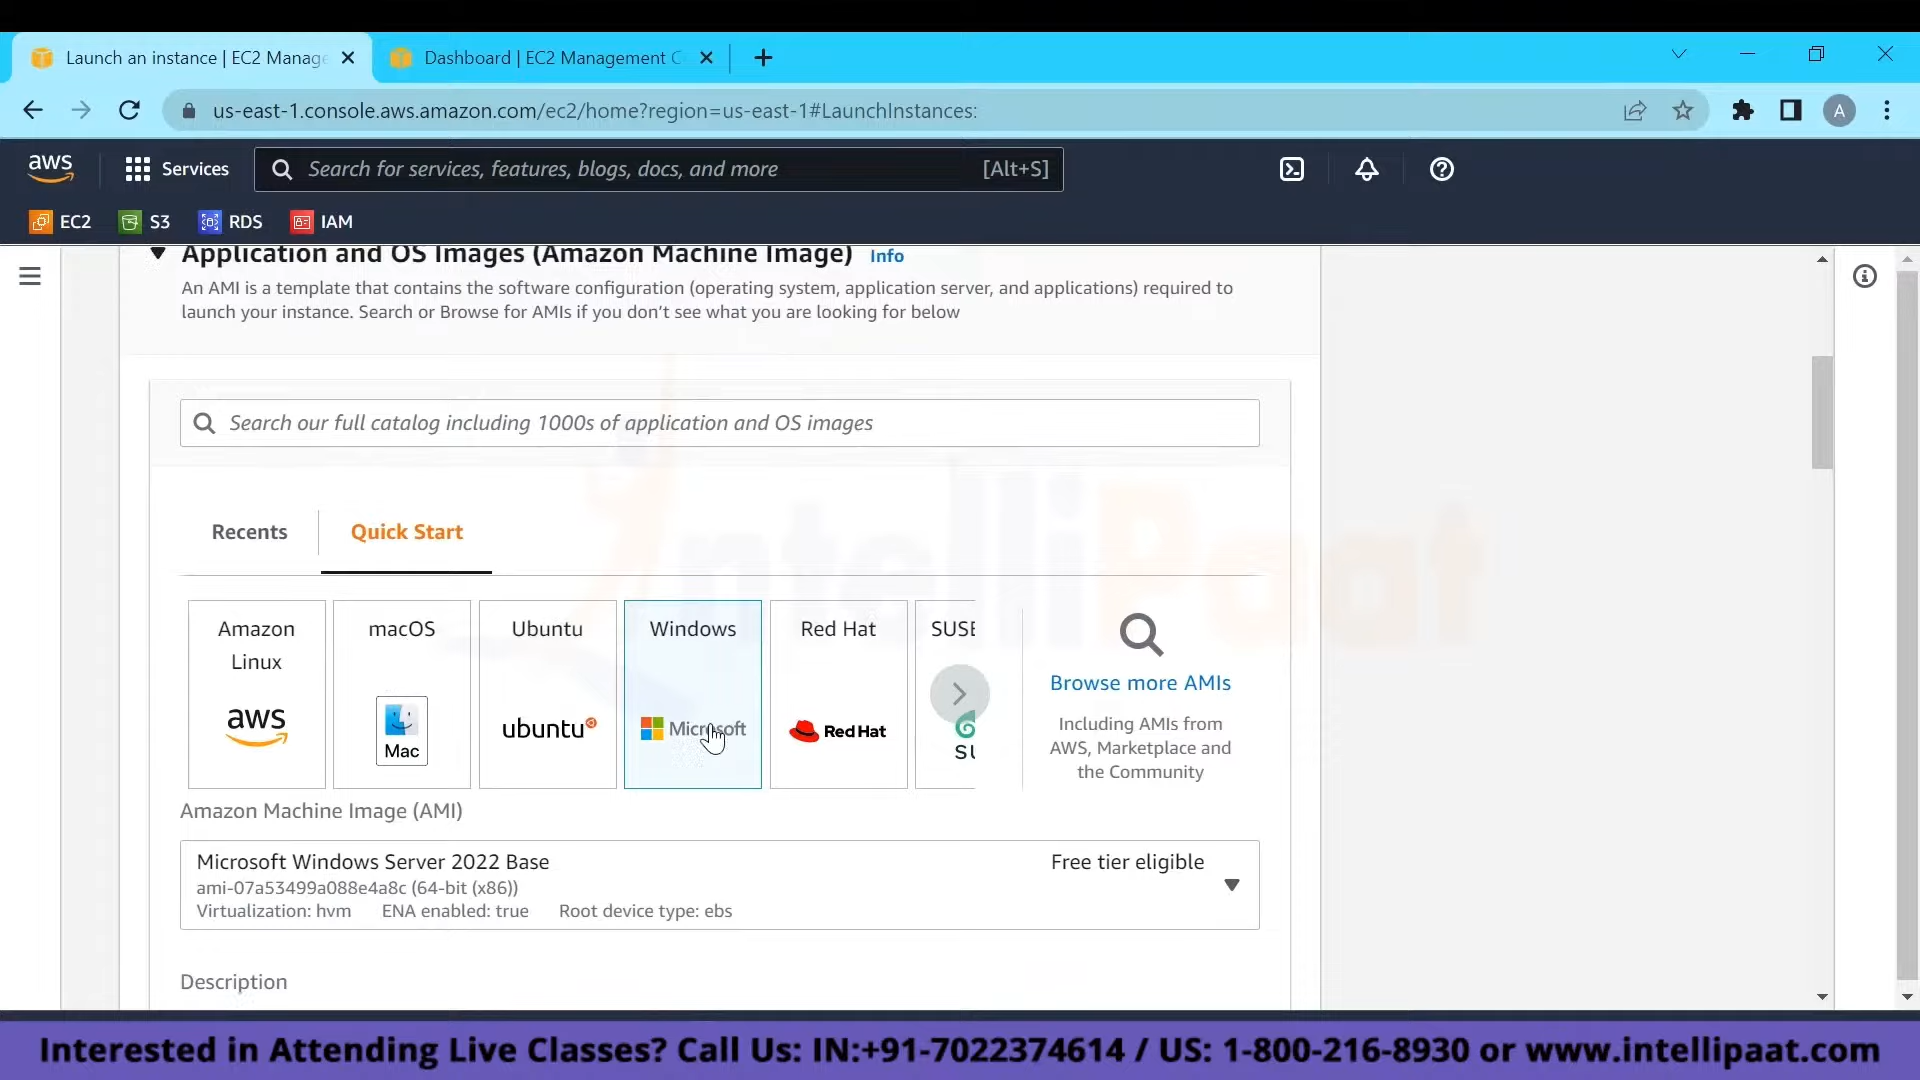 Launch an instance | EC2 Manage
Dashboard | EC2 Management C
us-east-1.console.aws.amazon.com/ec2/home?region=us-east-1#LaunchInstances:
A
aws
Services
Search for services, features, blogs, docs, and more
[Alt+S]
EC2
S3
RDS
IAM
Application and OS Images (Amazon Machine Image) Info
An AMI is a template that contains the software configuration (operating system, application server, and applications) required to
launch your instance. Search or Browse for AMIs if you don't see what you are looking for below
Search our full catalog including 1000s of application and OS images
IntelliPaat
Recents
Quick Start
Amazon
Linux
aws
macOS
Mac
Ubuntu
ubuntu
Windows
Microsoft
Red Hat
Red Hat
SUSE
SU
Browse more AMIs
Including AMIs from
AWS, Marketplace and
the Community
Amazon Machine Image (AMI)
Microsoft Windows Server 2022 Base
Free tier eligible
ami-07a53499a088e4a8c (64-bit (x86))
Virtualization: hvm ENA enabled: true Root device type: ebs
Description
Interested in Attending Live Classes? Call Us: IN:+91-7022374614 / US: 1-800-216-8930 or www.intellipaat.com